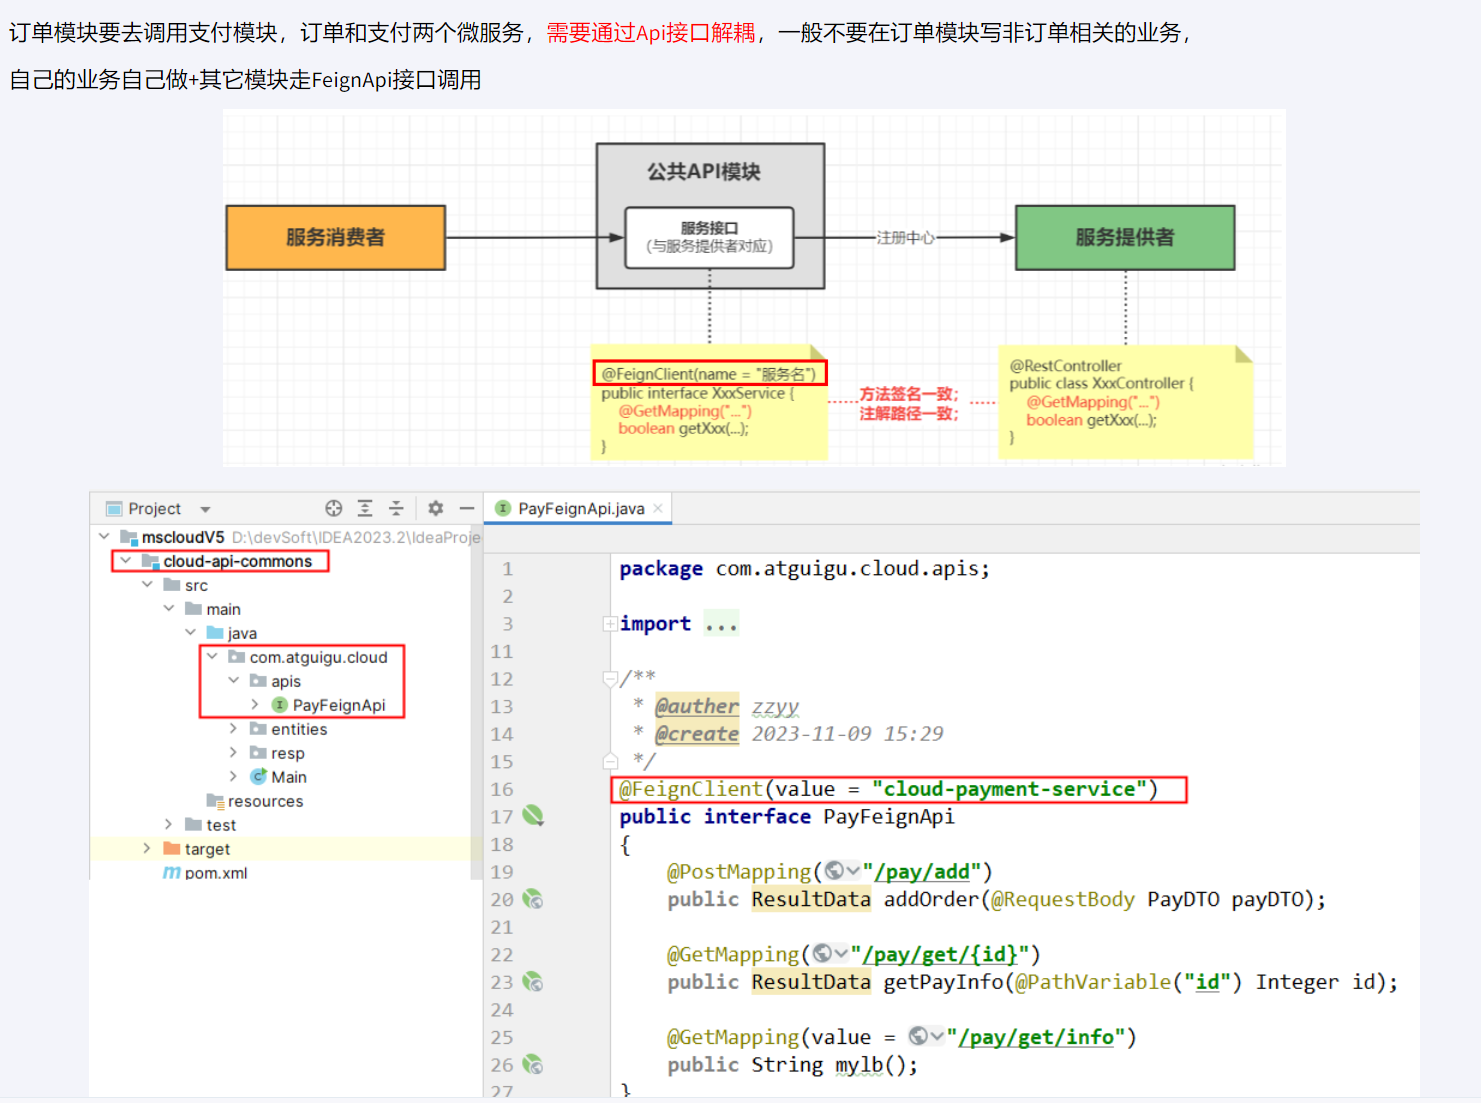 订单模块要去调用支付模块，订单和支付两个微服务，需要通过Api接口解耦，一般不要在订单模块写非订单相关的业务，
自己的业务自己做+其它模块走FeignApi接口调用
公共API模块
服务消费者
服务接口
(与服务提供者对应)
注册中心
服务提供者
@FeignClient(name = "服务名")
public interface XxxService {
@GetMapping("...")
boolean getXxx(...);
}
方法签名一致;
注解路径一致;
@RestController
public class XxxController {
@GetMapping("...")
boolean getXxx(...);
}
Project
mscloudV5 D:\devSoft\IDEA2023.2\IdeaProje
cloud-api-commons
src
main
java
com.atguigu.cloud
apis
PayFeignApi
entities
resp
Main
resources
test
target
pom.xml
PayFeignApi.java
1 package com.atguigu.cloud.apis;
2
3 import ...
11
12 /**
13 * @auther zzyy
14 * @create 2023-11-09 15:29
15 */
16 @FeignClient(value = "cloud-payment-service")
17 public interface PayFeignApi
18 {
19 @PostMapping("/pay/add")
20 public ResultData addOrder(@RequestBody PayDTO payDTO);
21
22 @GetMapping("/pay/get/{id}")
23 public ResultData getPayInfo(@PathVariable("id") Integer id);
24
25 @GetMapping(value = "/pay/get/info")
26 public String mylb();
27 }